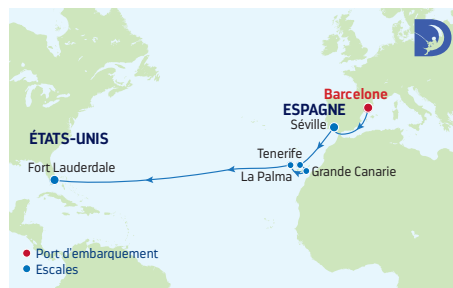 D
Barcelone
ESPAGNE
Séville
ÉTATS-UNIS
Fort Lauderdale
Tenerife
La Palma
Grande Canarie
Port d'embarquement
Escales